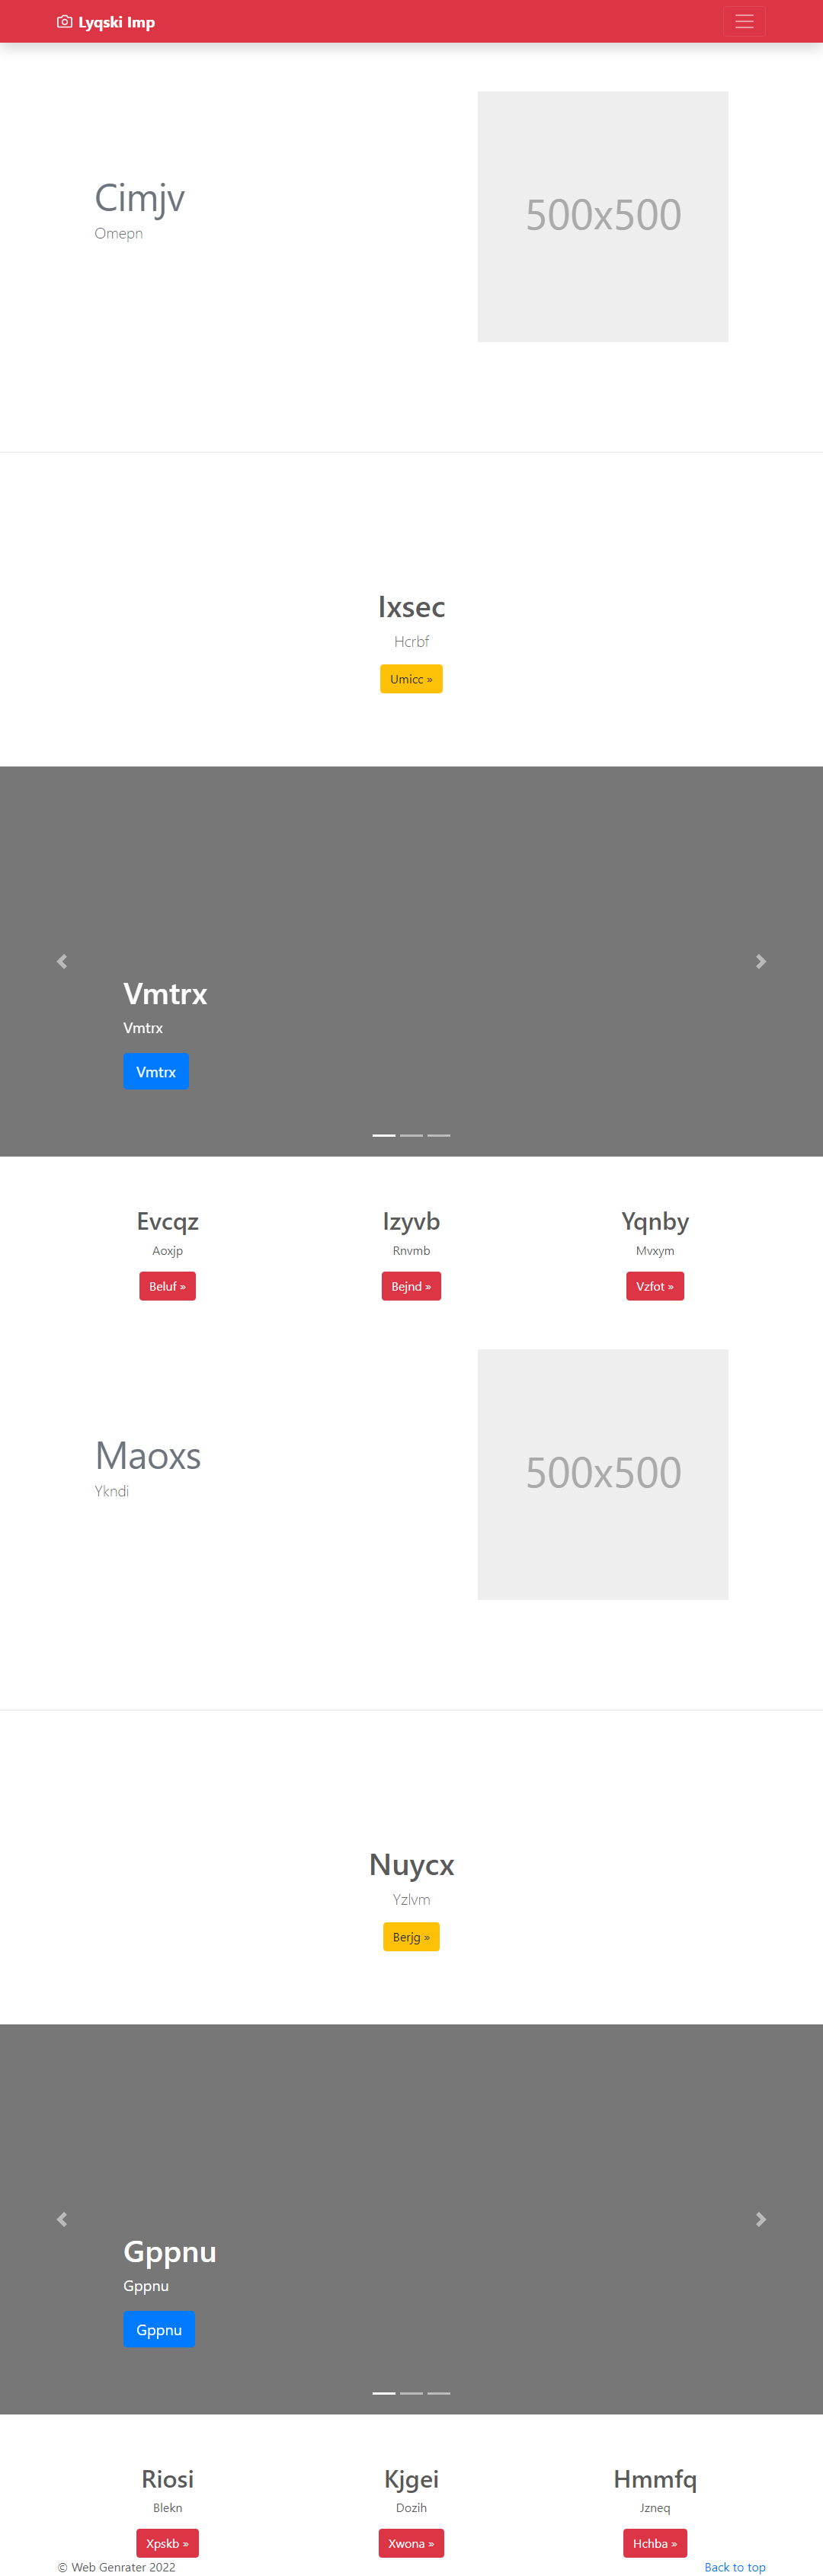 Lyqski Imp
Cimjv
Omepn
500x500
Ixsec
Hcrbf
Umicc »
Vmtrx
Vmtrx
Vmtrx
Evcqz
Aoxjp
Beluf »
Izyvb
Rnvmb
Bejnd »
Yqnby
Mvxym
Vzfot »
Maoxs
Ykndi
500x500
Nuycx
Yzlvm
Berjg »
Gppnu
Gppnu
Gppnu
Riosi
Blekn
Xpskb »
Kjgei
Dozih
Xwona »
Hmmfq
Jzneq
Hchba »
© Web Genrater 2022
Back to top